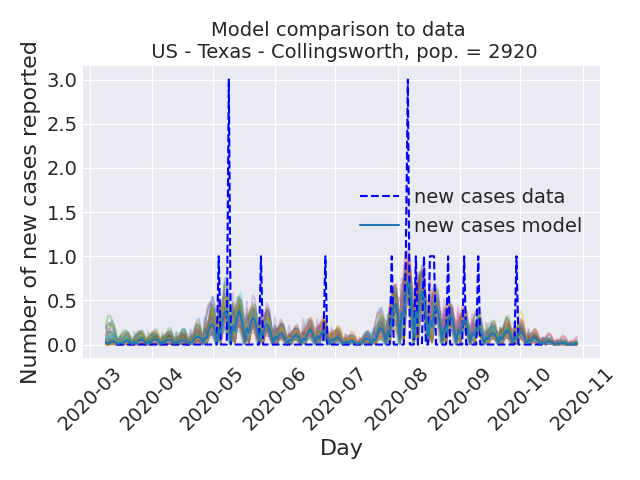 Model comparison to data
US - Texas - Collingsworth, pop. = 2920
Number of new cases reported
3.0
2.5
2.0
1.5
1.0
0.5
0.0
new cases data
new cases model
2020-03
2020-04
2020-05
2020-06
2020-07
2020-08
2020-09
2020-10
2020-11
Day